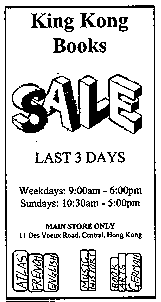 King Kong
Books
SALE
LAST 3 DAYS
Weekdays: 9:00am - 6:00pm
Sundays: 10:30am - 5:00pm
MAIN STORE ONLY
11 Des Voeux Road, Central, Hong Kong
ATLAS
FRENCH
ENGLISH
GERMAN